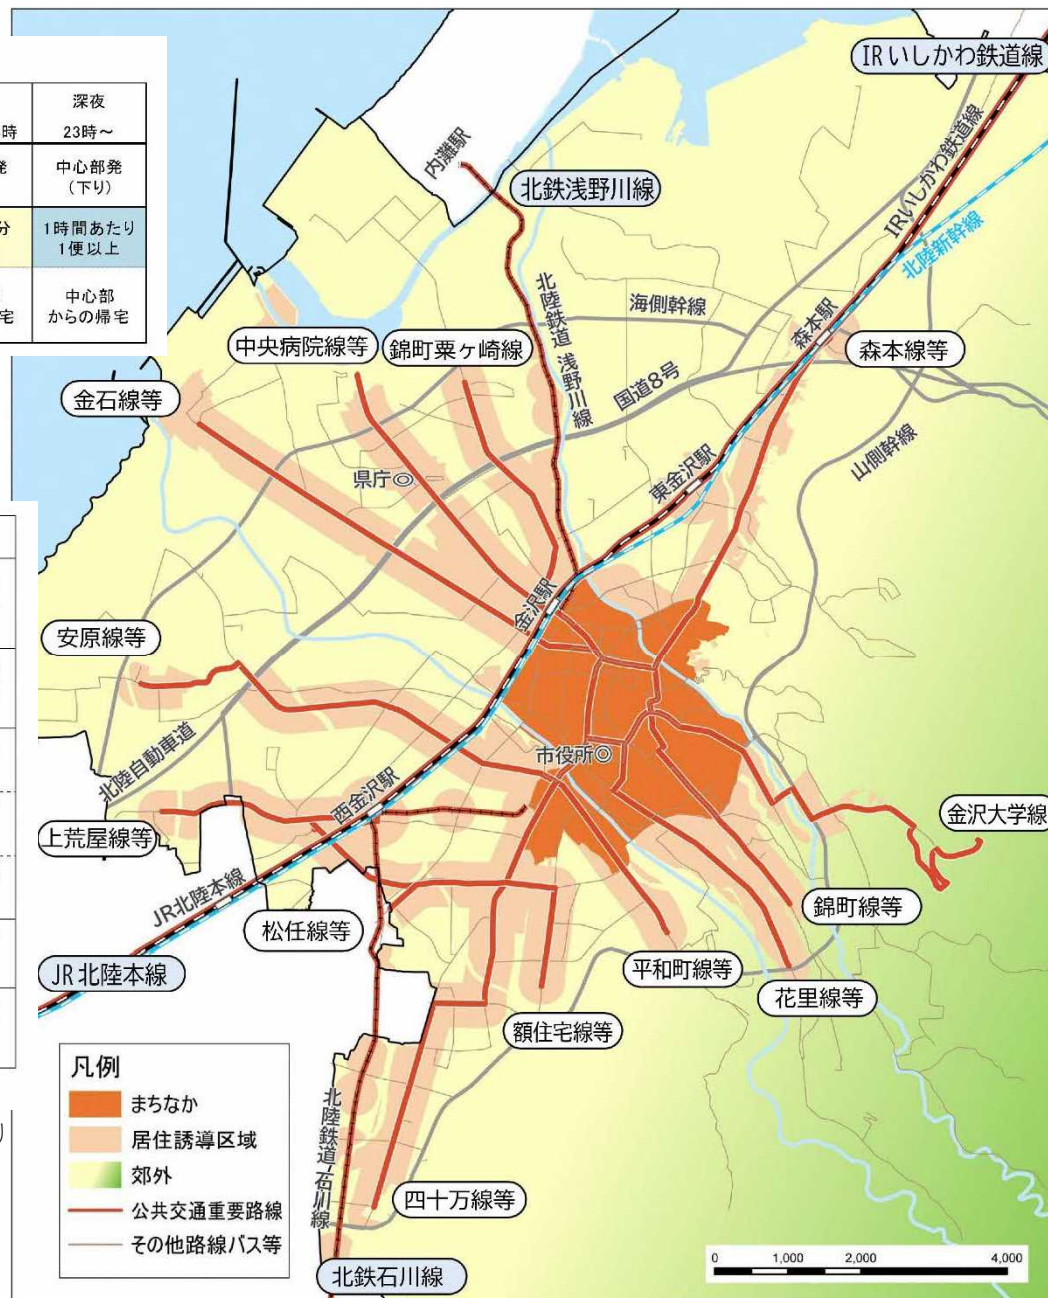 深夜
時
23時～
発
中心部発
(下り)
分
1時間あたり
1便以上
宅
中心部
からの帰宅
IRいしかわ鉄道線
内灘駅
北鉄浅野川線
IRいしかわ鉄道線
北陸新幹線
北陸鉄道 浅野川線
海側幹線
森本駅
中央病院線等
錦町粟ヶ崎線
国道8号
森本線等
金石線等
県庁◎
東金沢駅
山側幹線
金沢駅
安原線等
北陸自動車道
市役所◎
西金沢駅
上荒屋線等
金沢大学線
JR北陸本線
松任線等
錦町線等
JR北陸本線
平和町線等
花里線等
額住宅線等
凡例
まちなか
居住誘導区域
郊外
公共交通重要路線
その他路線バス等
北陸鉄道 石川線
四十万線等
北鉄石川線
0 1,000 2,000 4,000